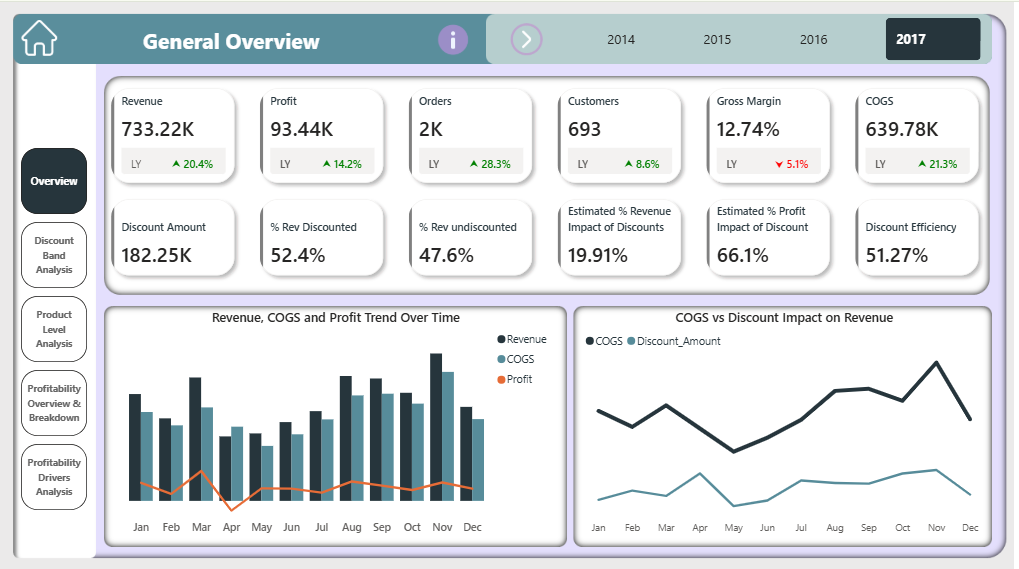 General Overview
i
2014
2015
2016
2017
Overview
Discount
Band
Analysis
Product
Level
Analysis
Profitability
Overview &
Breakdown
Profitability
Drivers
Analysis
Revenue
733.22K
LY 20.4%
Profit
93.44K
LY 14.2%
Orders
2K
LY 28.3%
Customers
693
LY 8.6%
Gross Margin
12.74%
LY 5.1%
COGS
639.78K
LY 21.3%
Discount Amount
182.25K
% Rev Discounted
52.4%
% Rev undiscounted
47.6%
Estimated % Revenue
Impact of Discounts
19.91%
Estimated % Profit
Impact of Discount
66.1%
Discount Efficiency
51.27%
Revenue, COGS and Profit Trend Over Time
Revenue
COGS
Profit
Jan Feb Mar Apr May Jun Jul Aug Sep Oct Nov Dec
COGS vs Discount Impact on Revenue
COGS Discount_Amount
Jan Feb Mar Apr May Jun Jul Aug Sep Oct Nov Dec